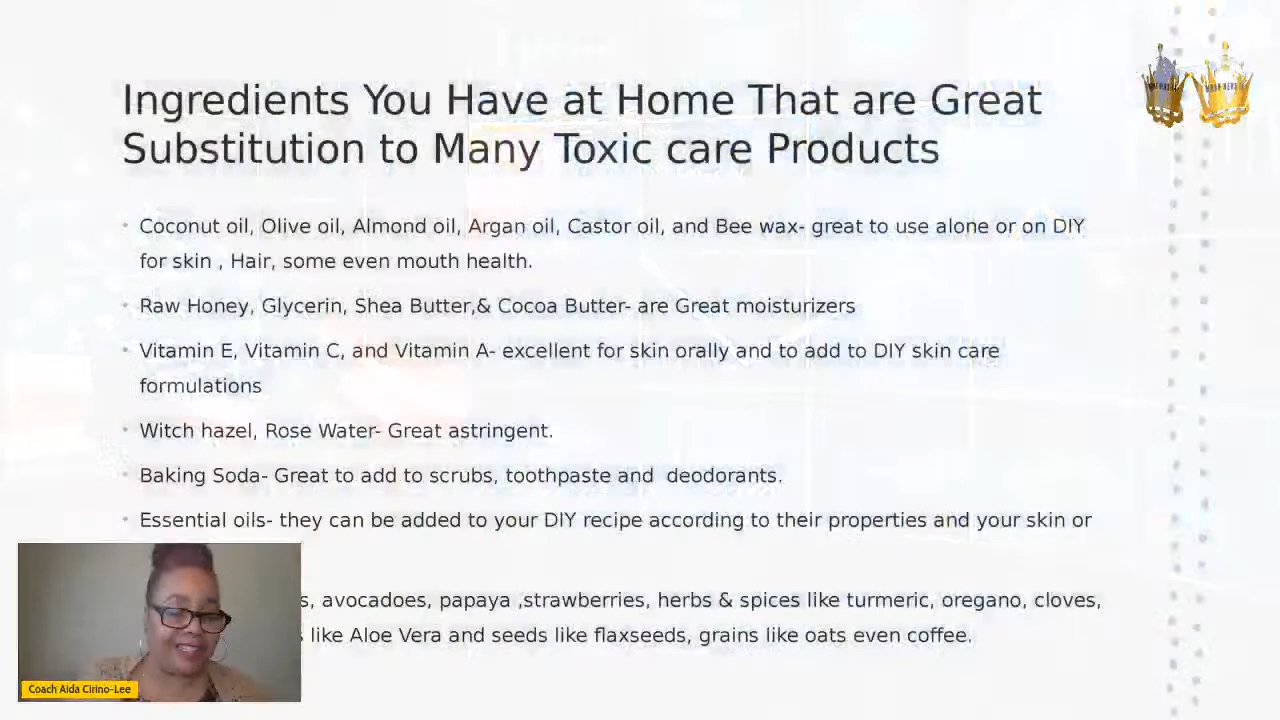 Ingredients You Have at Home That are Great
Substitution to Many Toxic care Products
Coconut oil, Olive oil, Almond oil, Argan oil, Castor oil, and Bee wax- great to use alone or on DIY
for skin , Hair, some even mouth health.
Raw Honey, Glycerin, Shea Butter,& Cocoa Butter- are Great moisturizers
Vitamin E, Vitamin C, and Vitamin A- excellent for skin orally and to add to DIY skin care
formulations
Witch hazel, Rose Water- Great astringent.
Baking Soda- Great to add to scrubs, toothpaste and  deodorants.
Essential oils- they can be added to your DIY recipe according to their properties and your skin or
s, avocadoes, papaya ,strawberries, herbs & spices like turmeric, oregano, cloves,
like Aloe Vera and seeds like flaxseeds, grains like oats even coffee.
Coach Aida Cirino-Lee